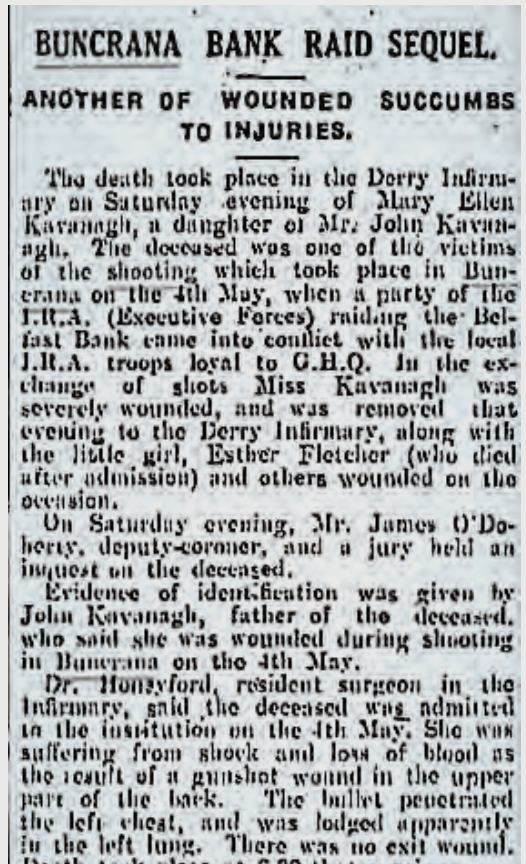 BUNCRANA BANK RAID SEQUEL.
ANOTHER OF WOUNDED SUCCUMBS
TO INJURIES.
The death took place in the Derry Infirm-
ary on Saturday evening of Mary Ellen
Kavanagh, a daughter of Mr. John Kavan-
agh. The deceased was one of the victims
of the shooting which took place in Bun-
crana on the 4th May, when a party of the
I.R.A. (Executive Forces) raiding the Bel-
fast Bank came into conflict with the local
I.R.A. troops loyal to G.H.Q. In the ex-
change of shots Miss Kavanagh was
severely wounded, and was removed that
evening to the Derry Infirmary, along with
the little girl, Esther Fletcher (who died
after admission) and others wounded on the
occasion.
On Saturday evening, Mr. James O'Do-
herty, deputy-coroner, and a jury held an
inquest on the deceased.
Evidence of identification was given by
John Kavanagh, father of the deceased,
who said she was wounded during shooting
in Buncrana on the 4th May.
Dr. Honeyford, resident surgeon in the
Infirmary, said the deceased was admitted
to the institution on the 4th May. She was
suffering from shock and loss of blood as
the result of a gunshot wound in the upper
part of the back. The bullet penetrated
the left chest, and was lodged apparently
in the left lung. There was no exit wound.
Death took place at